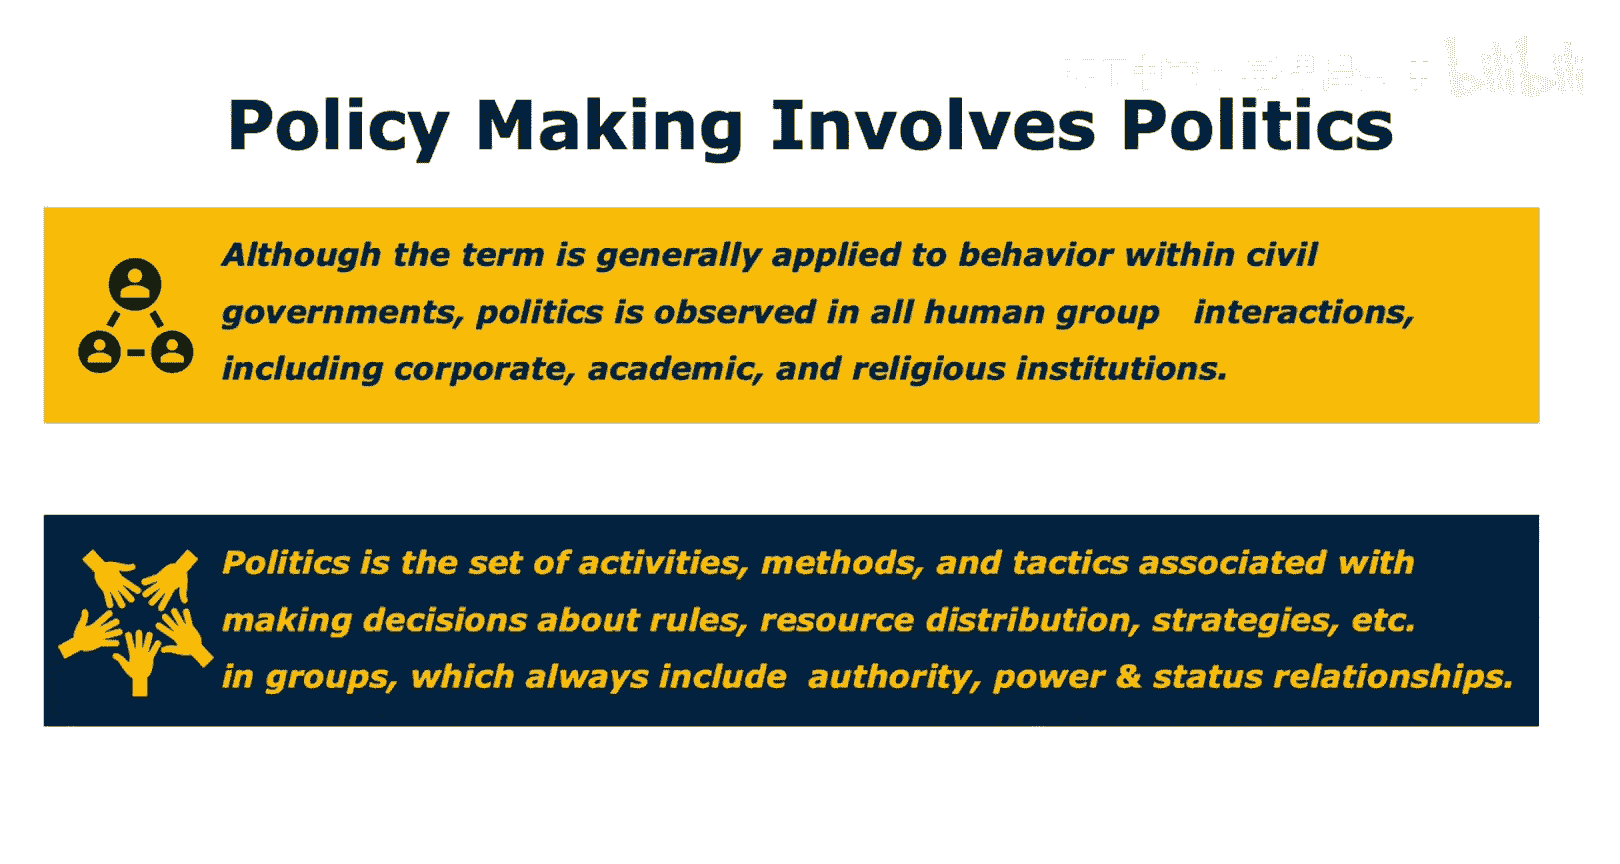 bilibili
Policy Making Involves Politics
Although the term is generally applied to behavior within civil
governments, politics is observed in all human group interactions,
including corporate, academic, and religious institutions.
Politics is the set of activities, methods, and tactics associated with
making decisions about rules, resource distribution, strategies, etc.
in groups, which always include authority, power & status relationships.